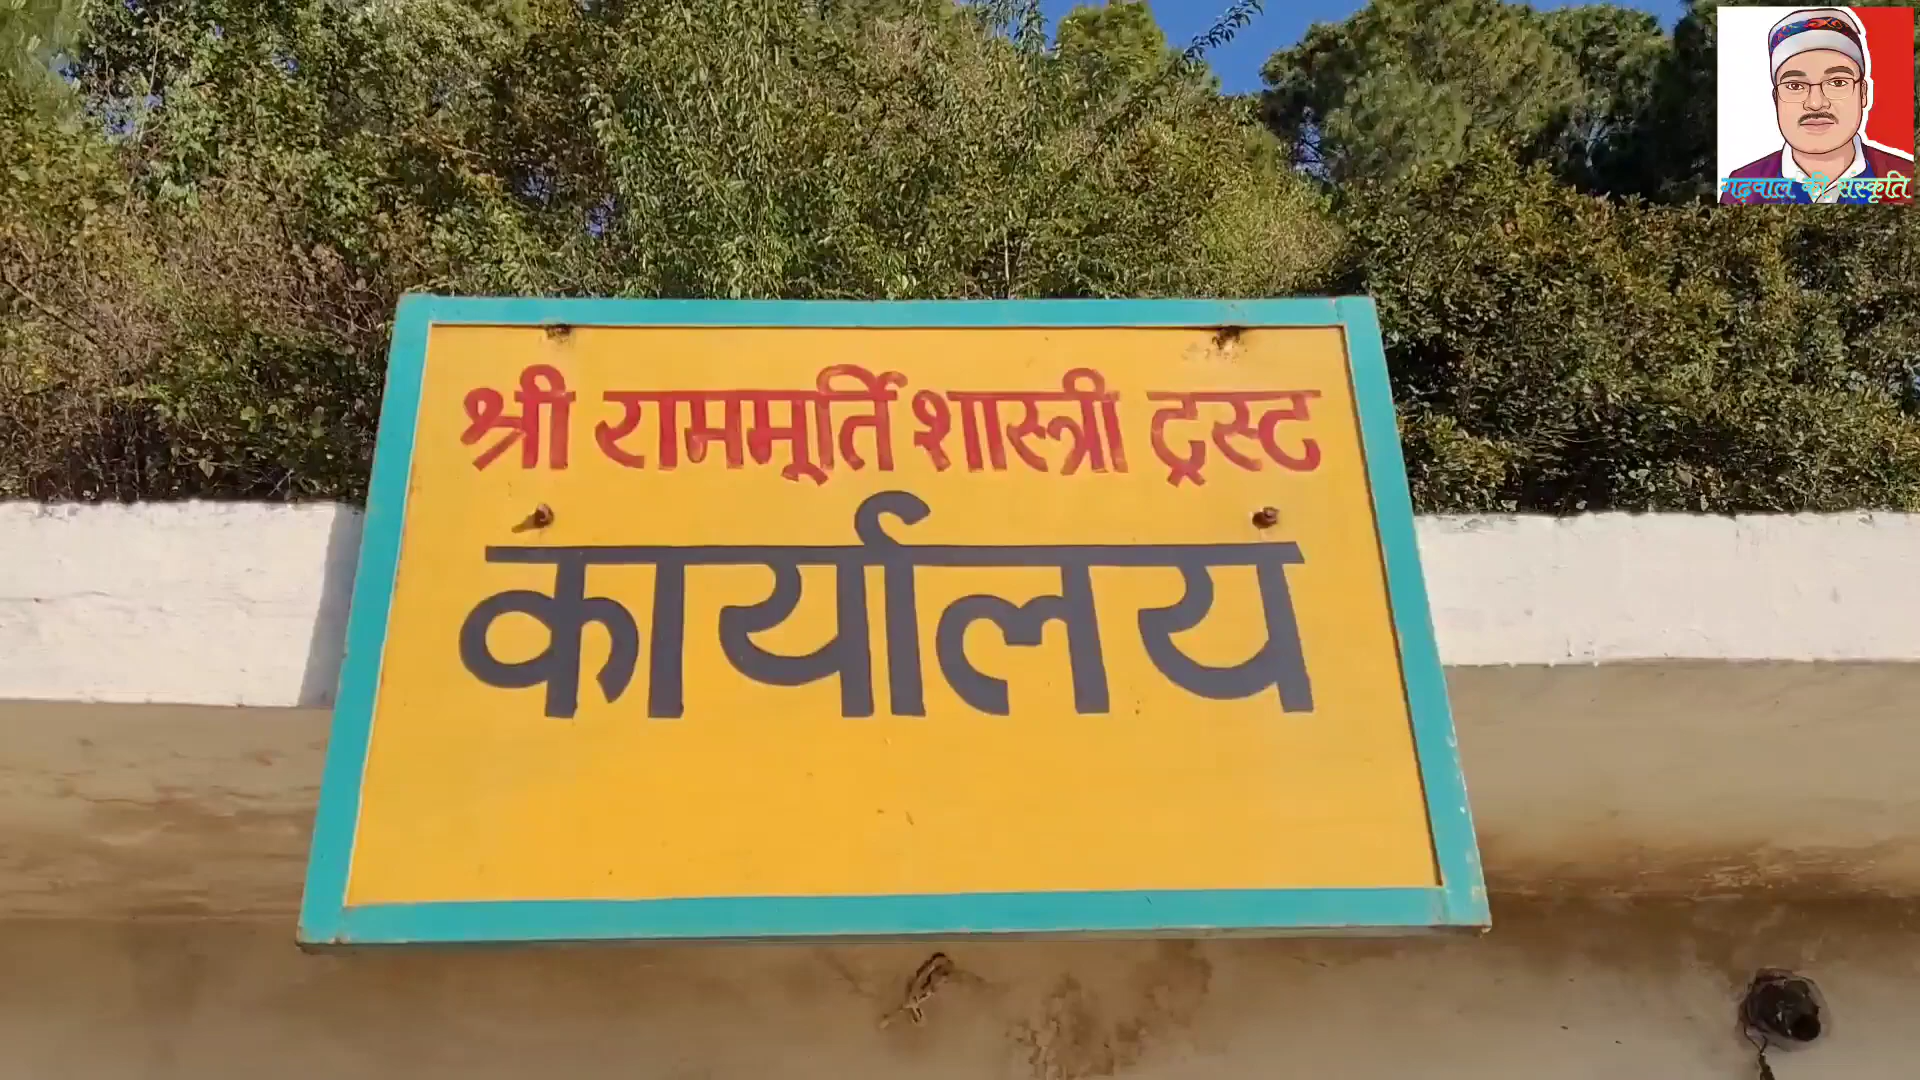 श्री राममूर्ति शास्त्री ट्रस्ट
कार्यालय
गढ़वाल की संस्कृति